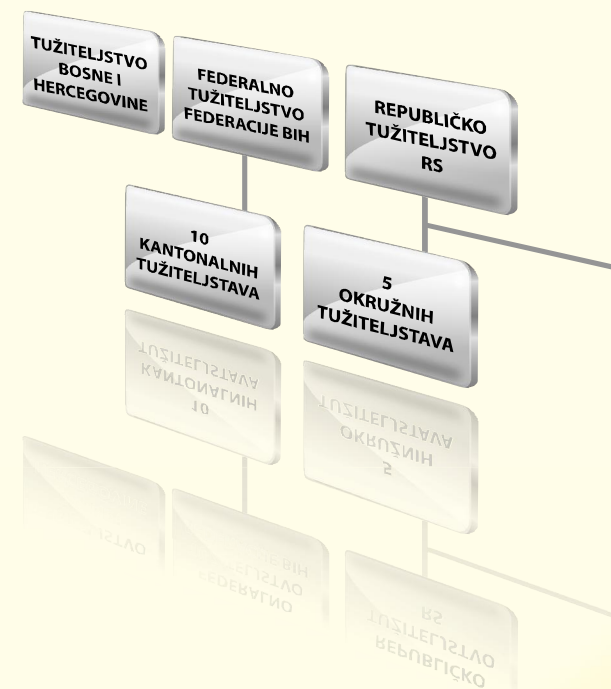 TUŽITELJSTVO
BOSNE I
HERCEGOVINE
FEDERALNO
TUŽITELJSTVO
FEDERACIJE BIH
REPUBLIČKO
TUŽITELJSTVO
RS
10
KANTONALNIH
TUŽITELJSTAVA
5
OKRUŽNIH
TUŽITELJSTAVA